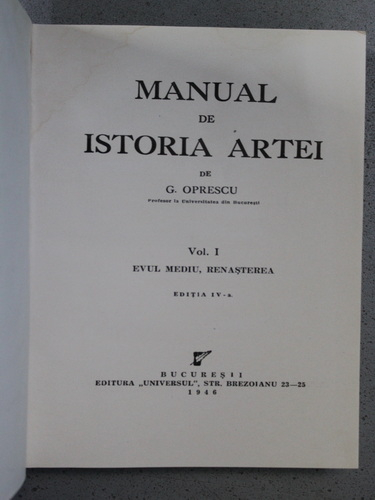 MANUAL
DE
ISTORIA ARTEI
DE
G. OPRESCU
Profesor la Universitatea din București
Vol. I
EVUL MEDIU, RENAȘTEREA
EDIȚIA IV-a.
BUCUREȘII
EDITURA „UNIVERSUL”, STR. BREZOIANU 23—25
1946